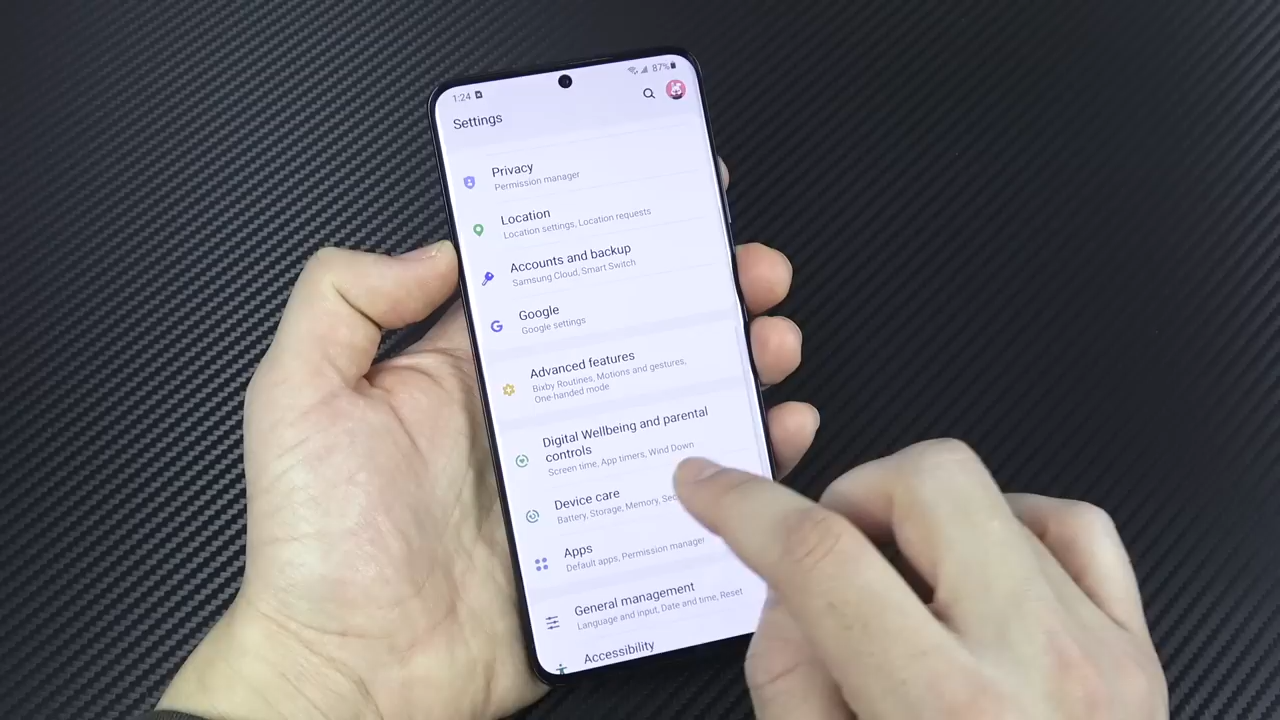 1:24
87%
Settings
Privacy
Permission manager
Location
Location settings, Location requests
Accounts and backup
Samsung Cloud, Smart Switch
Google
Google settings
Advanced features
Bixby Routines, Motions and gestures,
One-handed mode
Digital Wellbeing and parental
controls
Screen time, App timers, Wind Down
Device care
Battery, Storage, Memory,
Apps
Default apps, Permission manager
General management
Language and input, Date and time, Reset
Accessibility